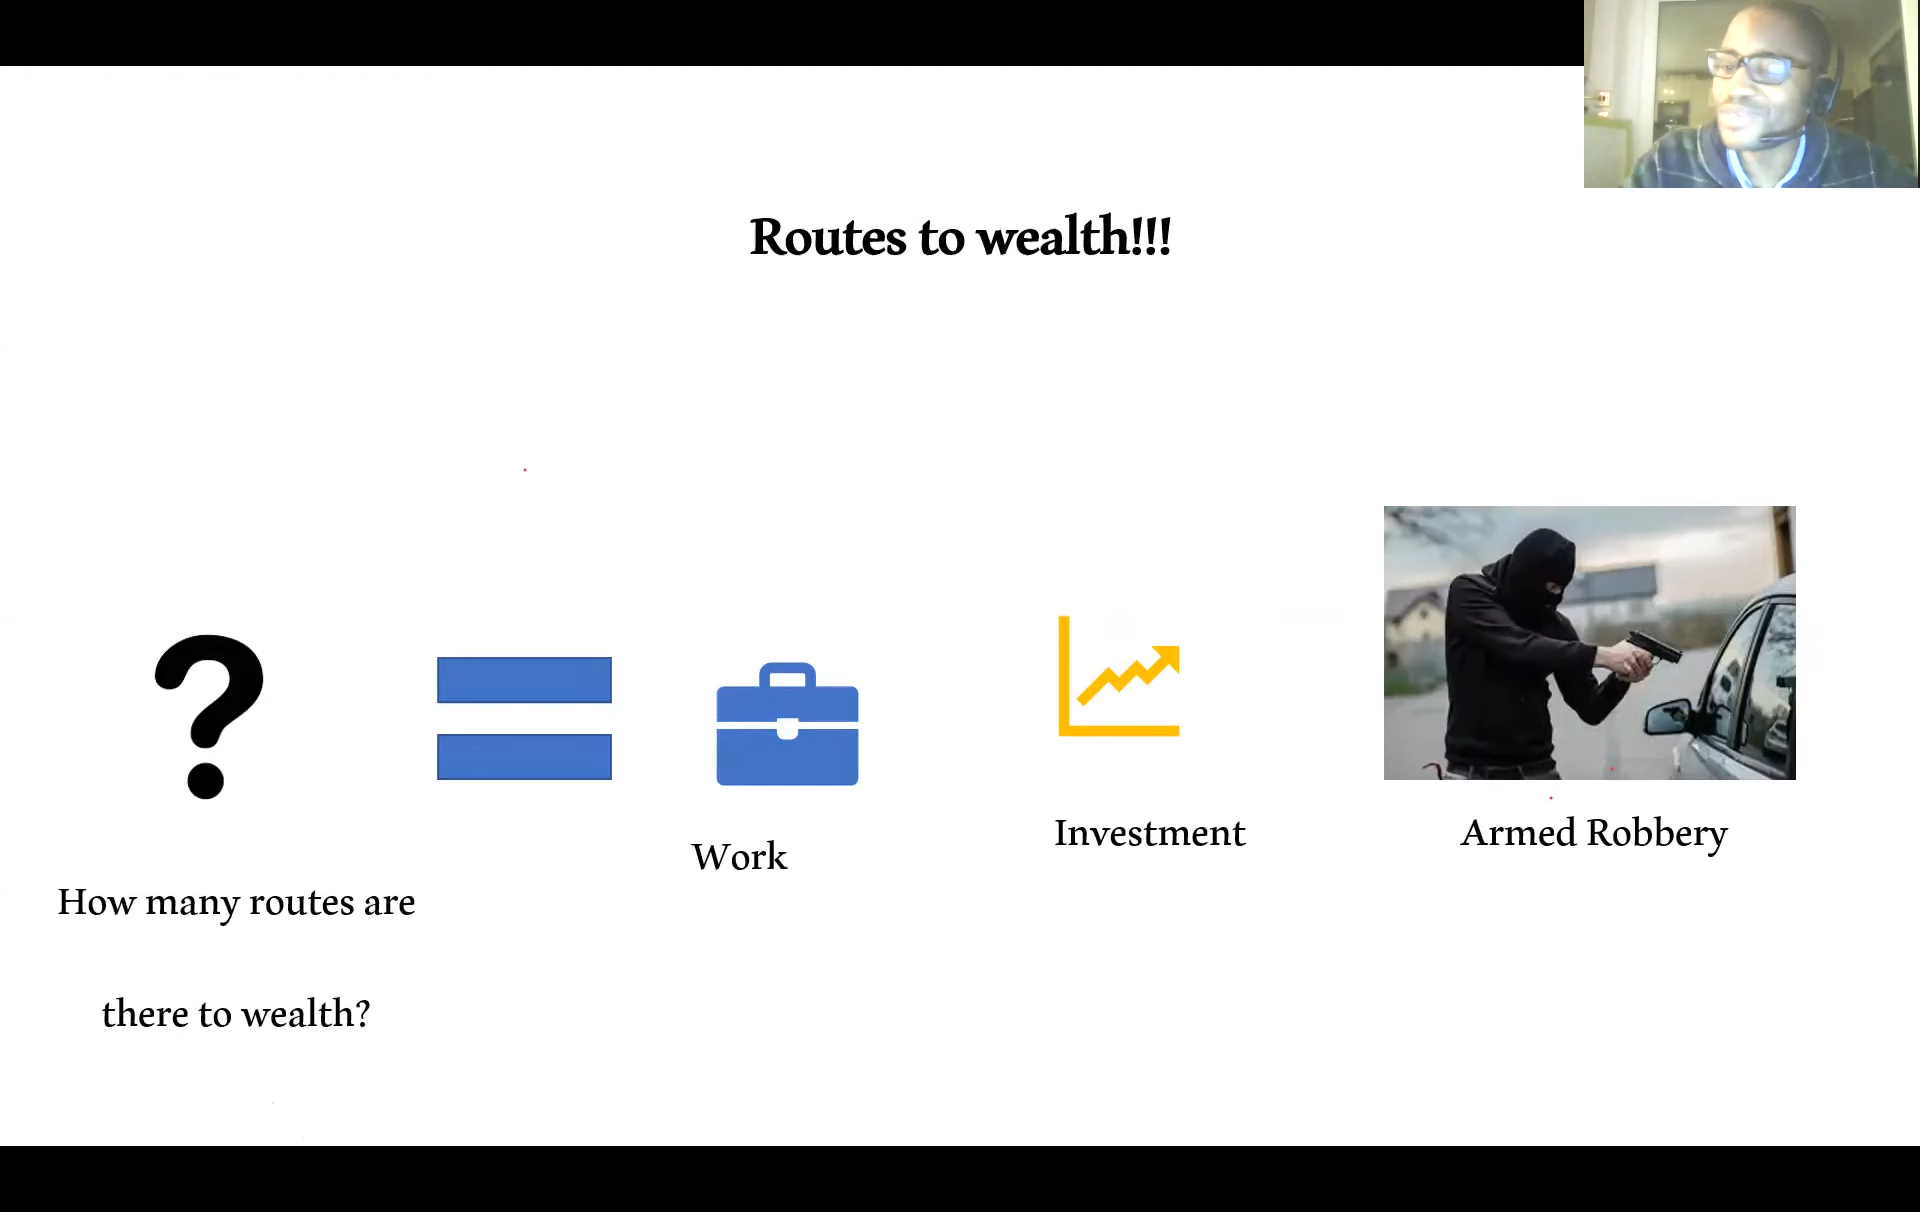 Routes to wealth!!!
Work
Investment
Armed Robbery
How many routes are
there to wealth?